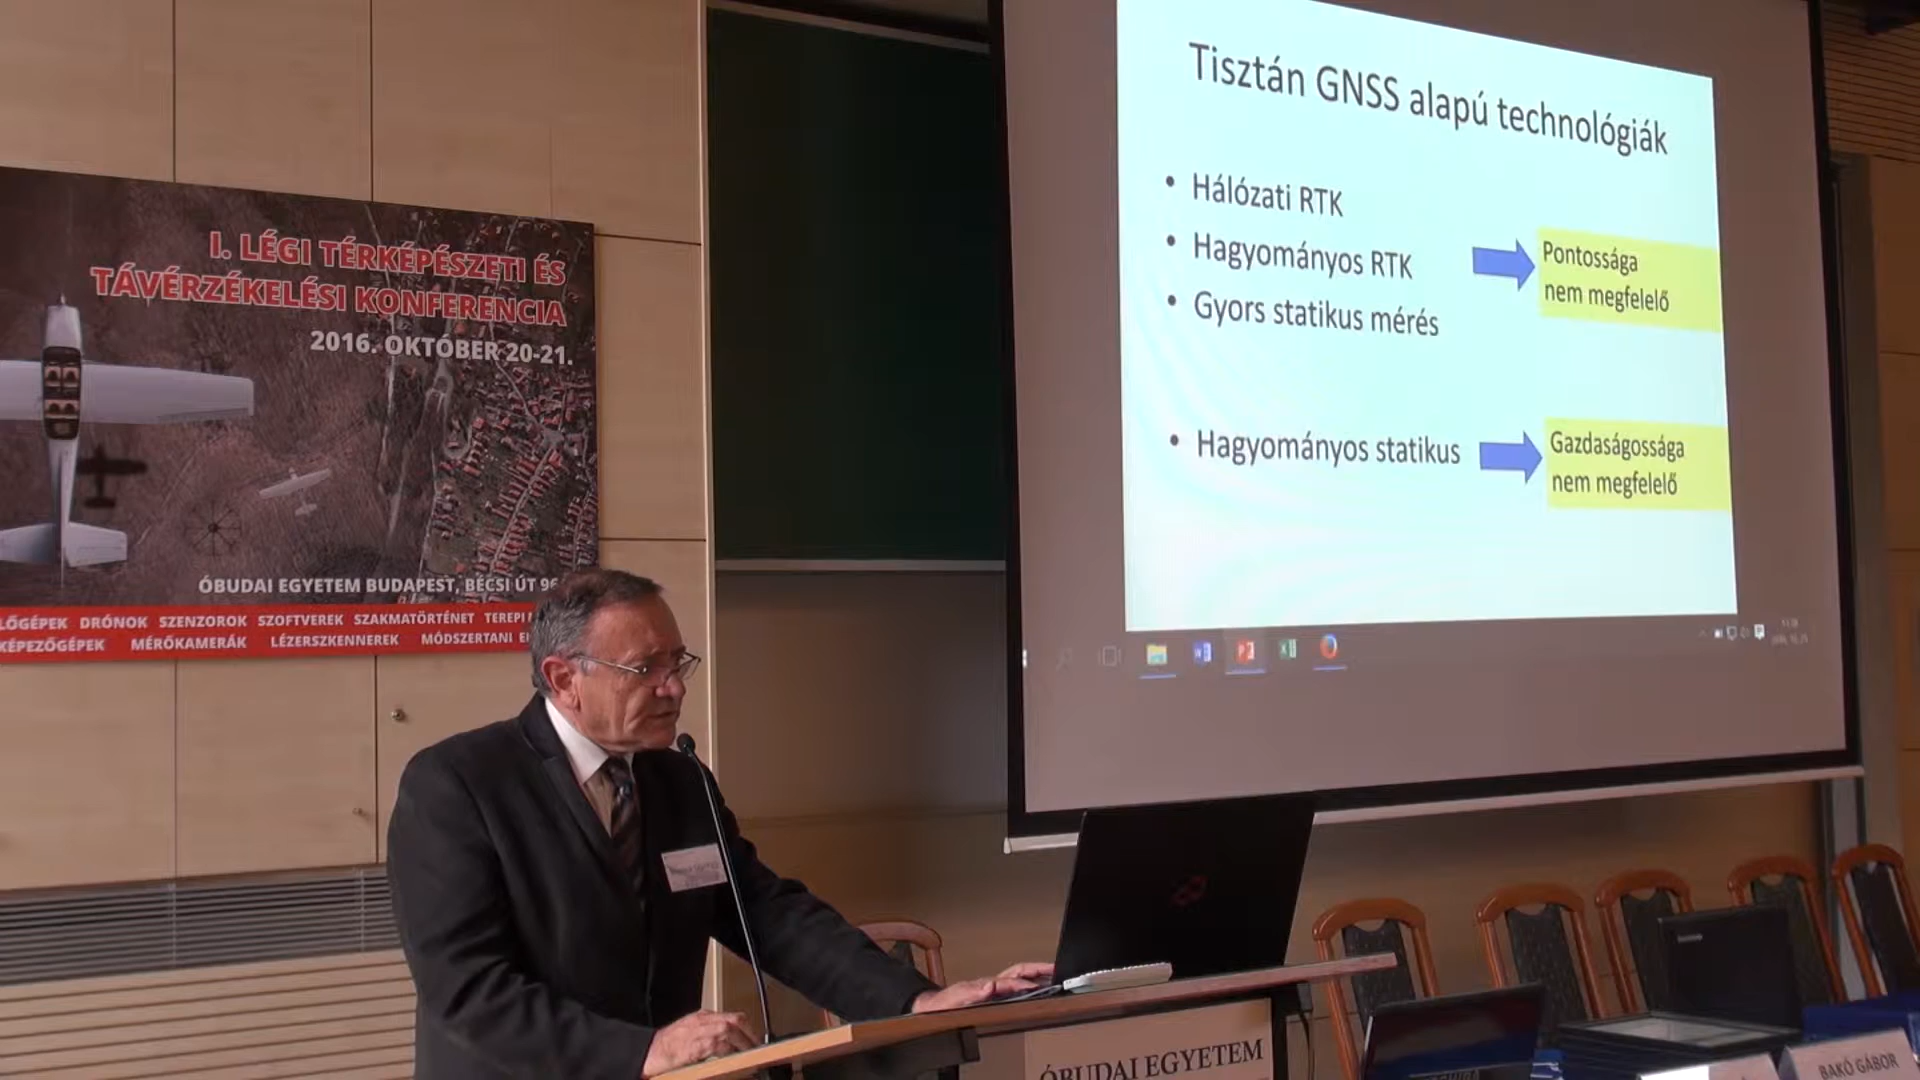 I. LÉGI TÉRKÉPÉSZETI ÉS
TÁVÉRZÉKELÉSI KONFERENCIA
2016. OKTÓBER 20-21.
ÓBUDAI EGYETEM BUDAPEST, BÉCSI ÚT 96
DRÓNOK SZENZOROK SZOFTVEREK SZAKMATÖRTÉNET TEREPI
MÉRŐKAMERÁK LÉZERSZKENNEREK MÓDSZERTANI
Tisztán GNSS alapú technológiák
• Hálózati RTK
• Hagyományos RTK
• Gyors statikus mérés
Pontossága
nem megfelelő
• Hagyományos statikus
Gazdaságossága
nem megfelelő
ÓBUDAI EGYETEM
BAKÓ GÁBOR